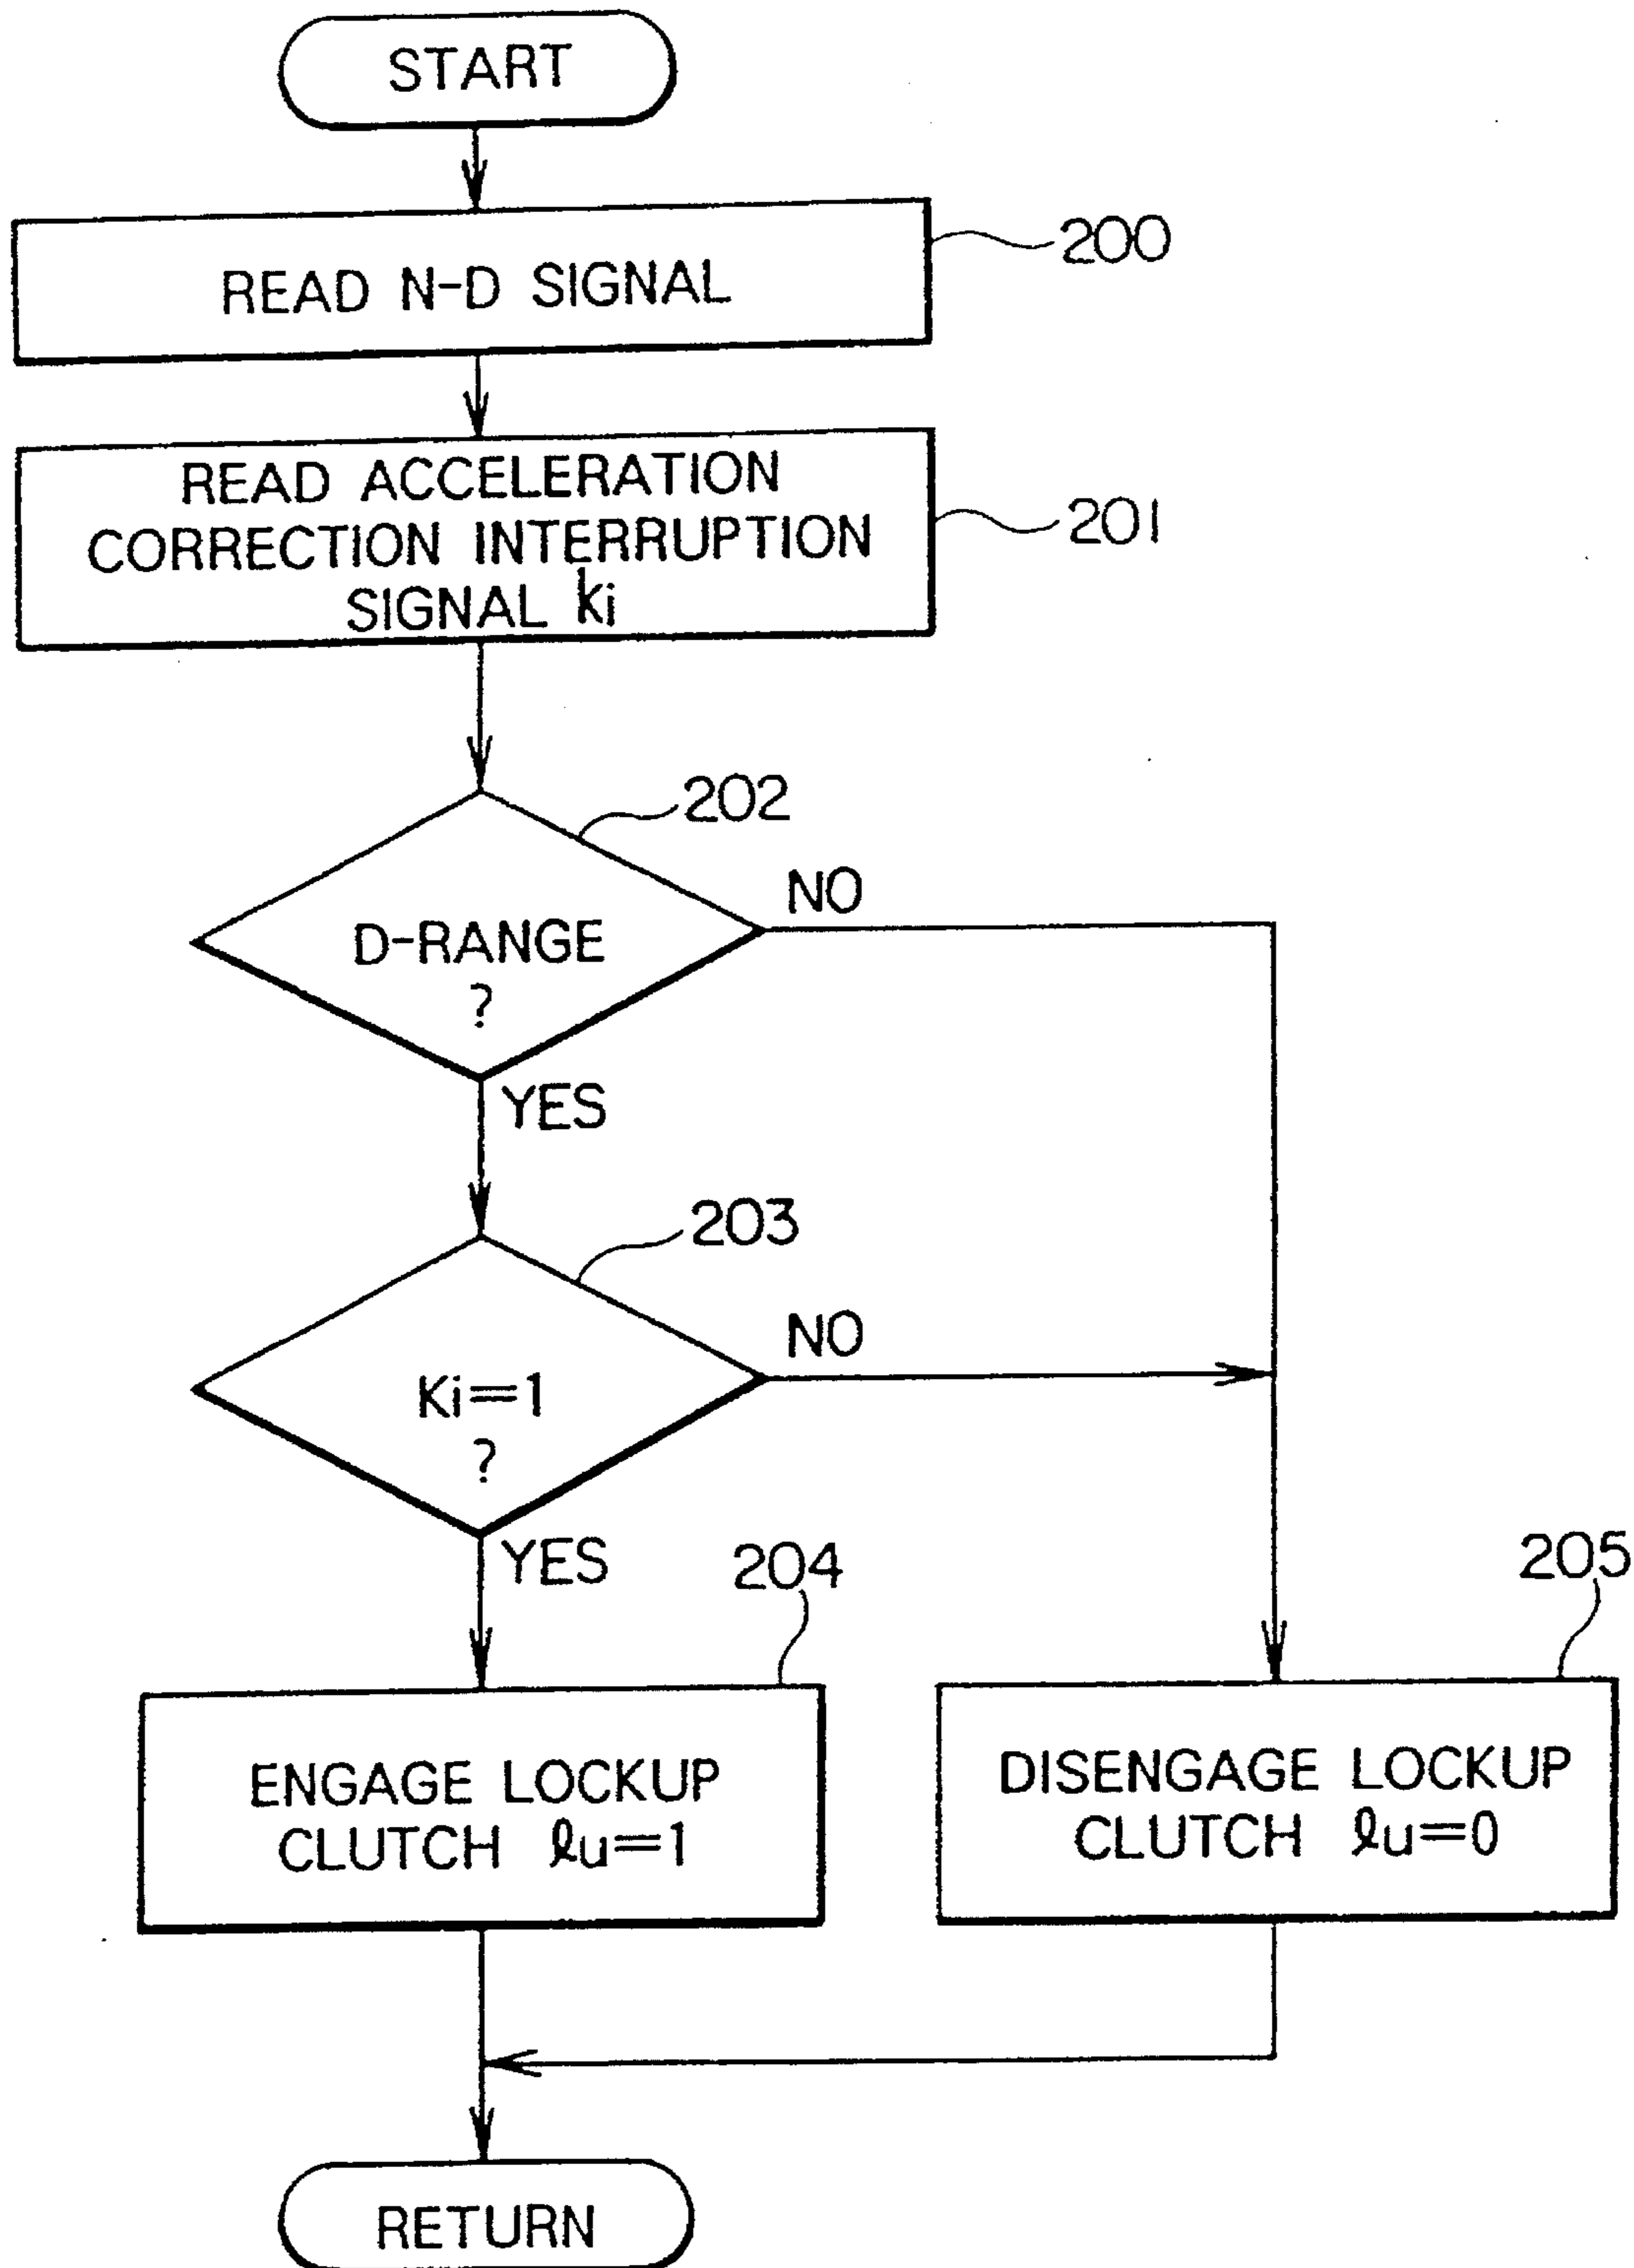 START
READ N-D SIGNAL
200
READ ACCELERATION
CORRECTION INTERRUPTION
SIGNAL ki
201
202
D-RANGE
?
NO
YES
203
Ki=1
?
NO
YES
204
205
ENGAGE LOCKUP
CLUTCH ℓu=1
DISENGAGE LOCKUP
CLUTCH ℓu=0
RETURN